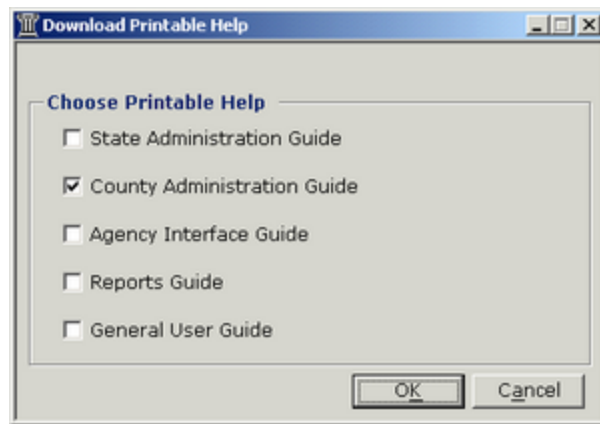 Download Printable Help
Choose Printable Help
State Administration Guide
County Administration Guide
Agency Interface Guide
Reports Guide
General User Guide
OK Cancel